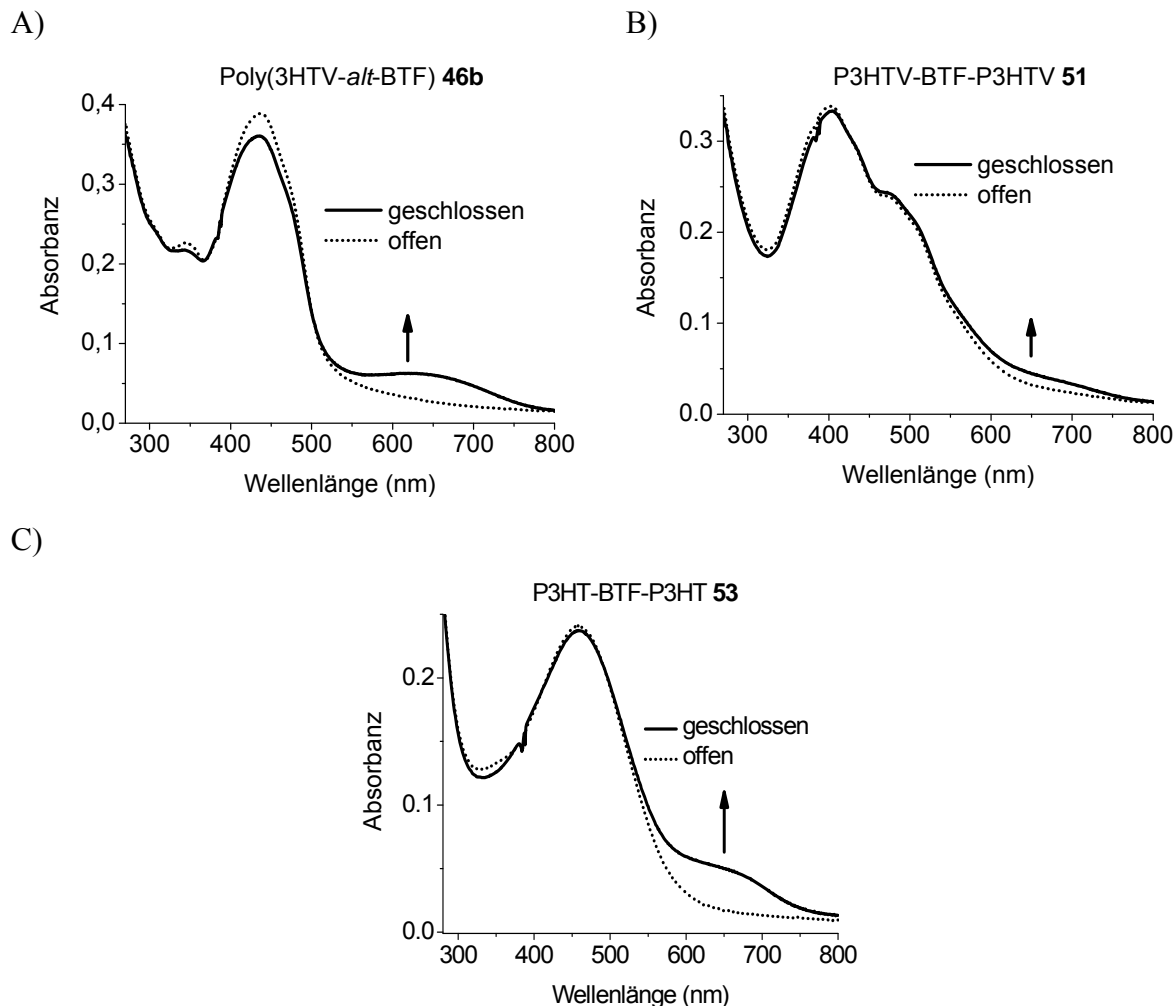 A)
Poly(3HTV-alt-BTF) 46b
0,4
0,3
0,2
0,1
0,0
Absorbanz
geschlossen
offen
300 400 500 600 700 800
Wellenlänge (nm)
B)
P3HTV-BTF-P3HTV 51
0.3
0.2
0.1
0.0
Absorbanz
geschlossen
offen
300 400 500 600 700 800
Wellenlänge (nm)
C)
P3HT-BTF-P3HT 53
0.2
0.1
0.0
Absorbanz
geschlossen
offen
300 400 500 600 700 800
Wellenlänge (nm)